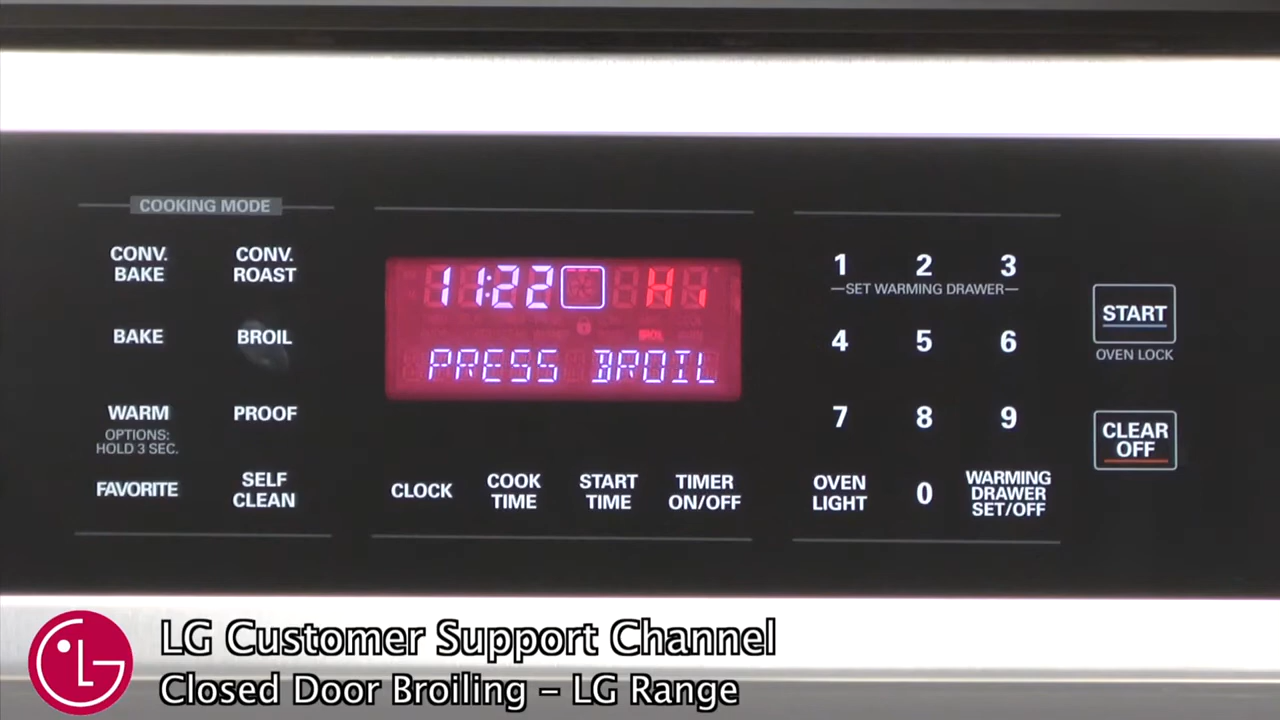 COOKING MODE
CONV. BAKE
CONV. ROAST
BAKE
BROIL
WARM
OPTIONS:
HOLD 3 SEC.
PROOF
FAVORITE
SELF CLEAN
11:22 HI
BROIL
PRESS BROIL
CLOCK
COOK TIME
START TIME
TIMER ON/OFF
1 2 3
SET WARMING DRAWER
4 5 6
7 8 9
OVEN LIGHT
0
WARMING DRAWER SET/OFF
START
OVEN LOCK
CLEAR OFF
LG
LG Customer Support Channel
Closed Door Broiling – LG Range